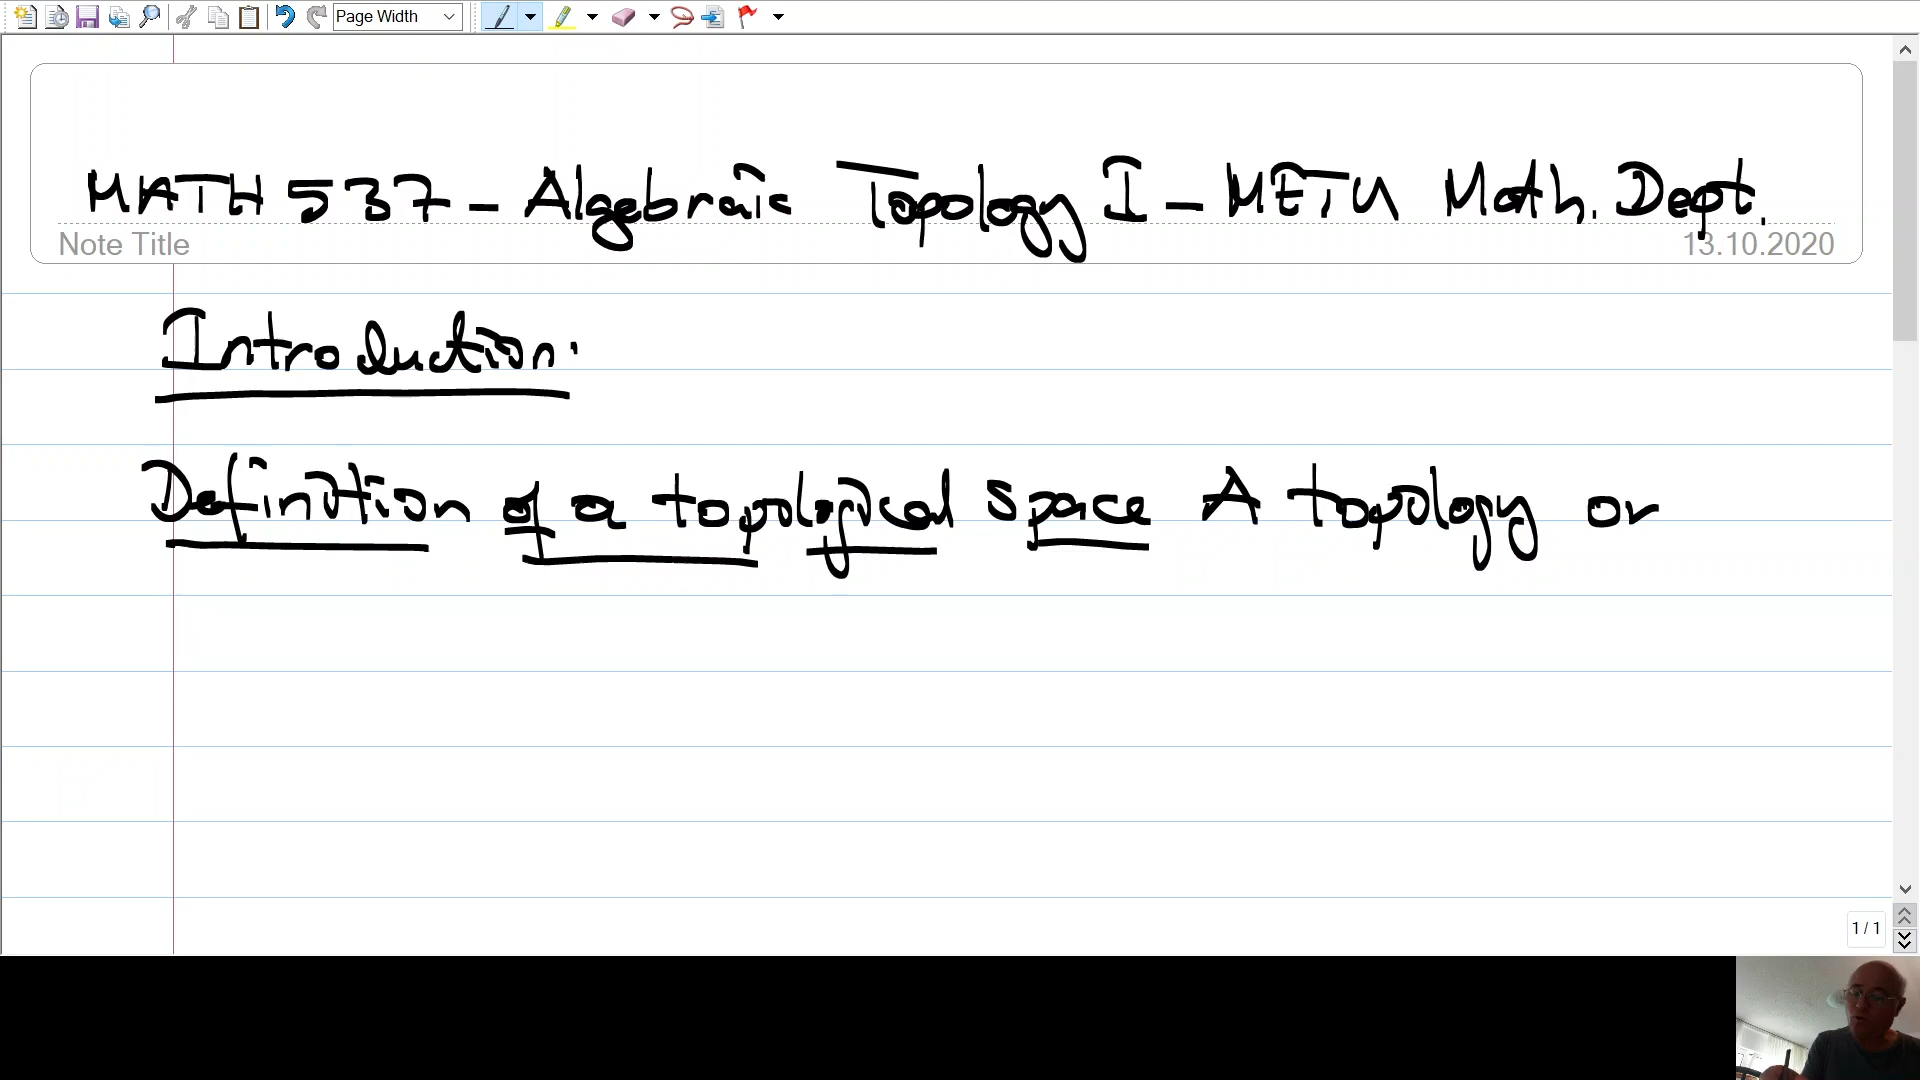 Page Width
MATH 537 - Algebraic Topology I - METU Math. Dept.
Note Title
13.10.2020
Introduction:
Definition of a topological space A topology or
1 / 1